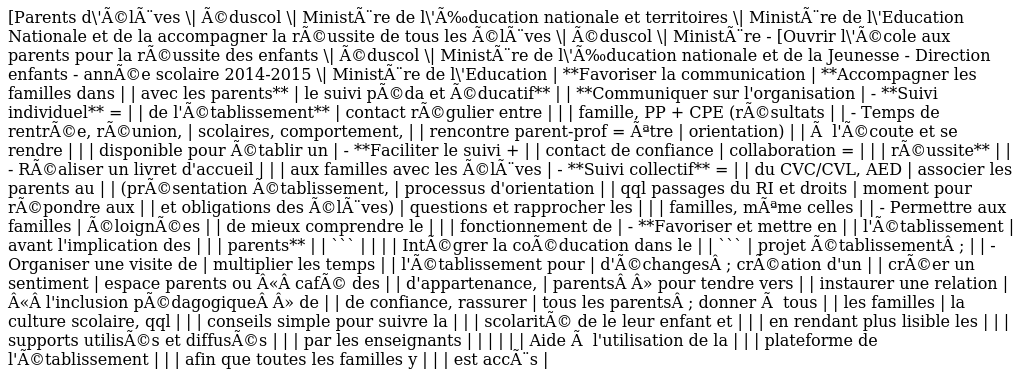 [Parents d\'Ã©lÃ¨ves \| Ã©duscol \| MinistÃ¨re de l\'Ã‰ducation nationale et territoires \| MinistÃ¨re de l\'Education
Nationale et de la accompagner la rÃ©ussite de tous les Ã©lÃ¨ves \| Ã©duscol \| MinistÃ¨re - [Ouvrir l\'Ã©cole aux
parents pour la rÃ©ussite des enfants \| Ã©duscol \| MinistÃ¨re de l\'Ã‰ducation nationale et de la Jeunesse - Direction
enfants - annÃ©e scolaire 2014-2015 \| MinistÃ¨re de l\'Education | **Favoriser la communication | **Accompagner les
familles dans | | avec les parents** | le suivi pÃ©da et Ã©ducatif** | | **Communiquer sur l'organisation | - **Suivi
individuel** = | | de l'Ã©tablissement** | contact rÃ©gulier entre | | | famille, PP + CPE (rÃ©sultats | | - Temps de
rentrÃ©e, rÃ©union, | scolaires, comportement, | | rencontre parent-prof = Ãªtre | orientation) | | Ã  l'Ã©coute et se
rendre | | | disponible pour Ã©tablir un | - **Faciliter le suivi + | | contact de confiance | collaboration = | | | rÃ©ussite** | |
- RÃ©aliser un livret d'accueil | | | aux familles avec les Ã©lÃ¨ves | - **Suivi collectif** = | | du CVC/CVL, AED | associer les
parents au | | (prÃ©sentation Ã©tablissement, | processus d'orientation | | qql passages du RI et droits | moment pour
rÃ©pondre aux | | et obligations des Ã©lÃ¨ves) | questions et rapprocher les | | | familles, mÃªme celles | | - Permettre aux
familles | Ã©loignÃ©es | | de mieux comprendre le | | | fonctionnement de | - **Favoriser et mettre en | | l'Ã©tablissement |
avant l'implication des | | | parents** | | ``` | | | | IntÃ©grer la coÃ©ducation dans le | | ``` | projet Ã©tablissementÂ ; | | -
Organiser une visite de | multiplier les temps | | l'Ã©tablissement pour | d'Ã©changesÂ ; crÃ©ation d'un | | crÃ©er un
sentiment | espace parents ou Â«Â cafÃ© des | | d'appartenance, | parentsÂ Â» pour tendre vers | | instaurer une relation |
Â«Â l'inclusion pÃ©dagogiqueÂ Â» de | | de confiance, rassurer | tous les parentsÂ ; donner Ã  tous | | les familles |
la culture scolaire, qql | | | conseils simple pour suivre la | | | scolaritÃ© de le leur enfant et | | | en rendant plus lisible les | | |
supports utilisÃ©s et diffusÃ©s | | | par les enseignants | | | | | | Aide Ã  l'utilisation de la | | | plateforme de
l'Ã©tablissement | | | afin que toutes les familles y | | | est accÃ¨s |